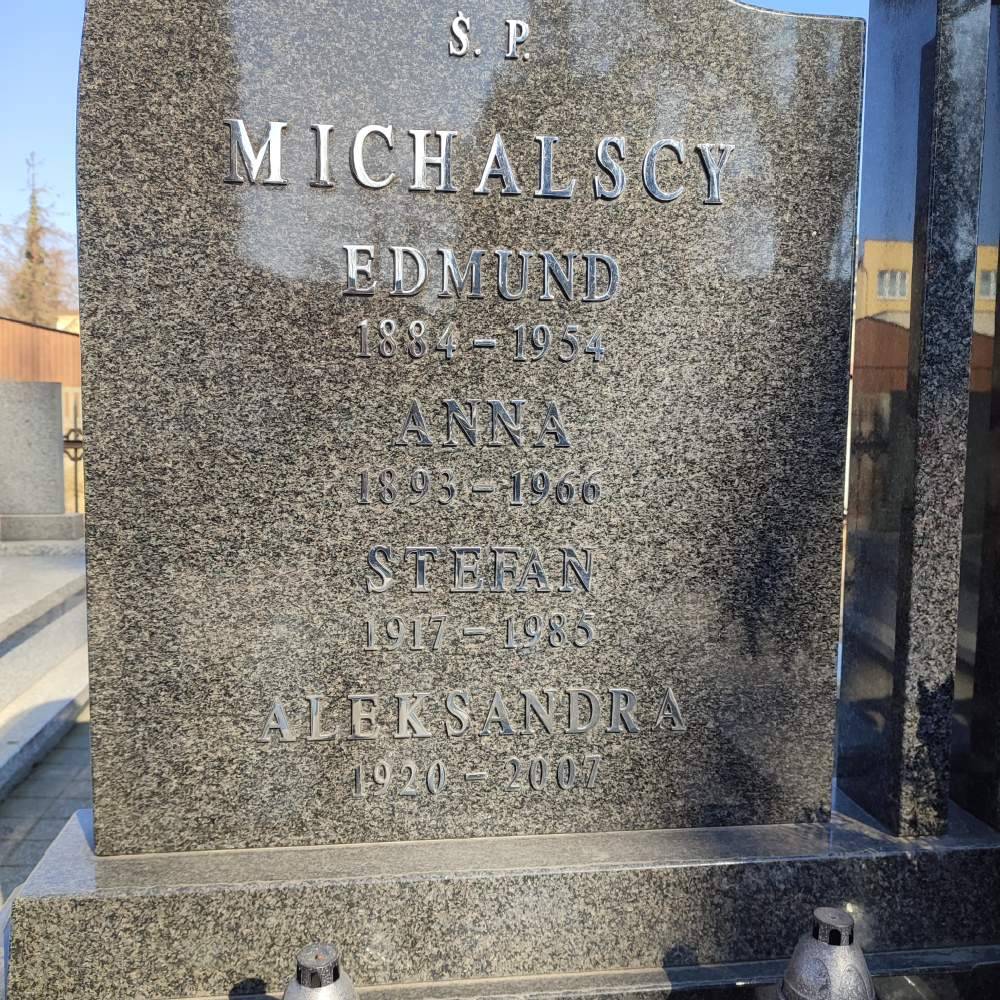 Ś. P.
MICHALSCY
EDMUND
1884 - 1954
ANNA
1893 - 1966
STEFAN
1917 - 1985
ALEKSANDRA
1920 - 2007